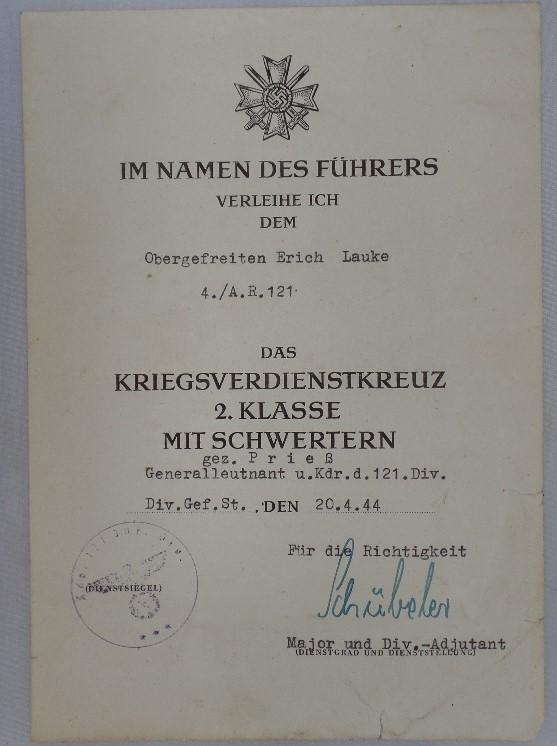 IM NAMEN DES FÜHRERS
VERLEIHE ICH
DEM
Obergefreiten Erich Lauke
4./A.R.121.
DAS
KRIEGSVERDIENSTKREUZ
2. KLASSE
MIT SCHWERTERN
gez. P r i e ß
Generalleutnant u.Kdr.d.121.Div.
Div.Gef.St. , DEN 20.4.44
Für die Richtigkeit
(DIENSTSIEGEL)
Schübeler
Major und Div.-Adjutant
(DIENSTGRAD UND DIENSTSTELLUNG)